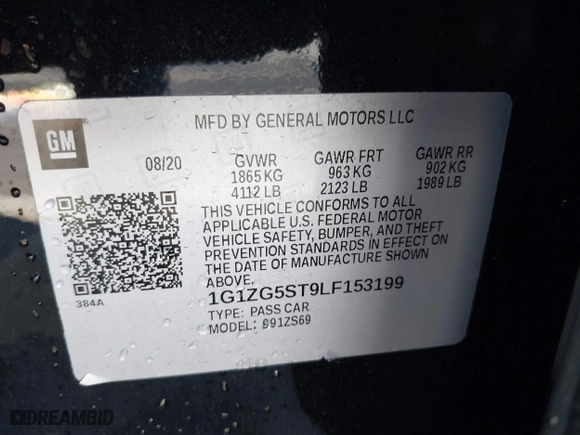 MFD BY GENERAL MOTORS LLC
GM
08/20 GVWR GAWR FRT GAWR RR
1865 KG 963 KG 902 KG
4112 LB 2123 LB 1989 LB
THIS VEHICLE CONFORMS TO ALL
APPLICABLE U.S. FEDERAL MOTOR
VEHICLE SAFETY, BUMPER, AND THEFT
PREVENTION STANDARDS IN EFFECT ON
THE DATE OF MANUFACTURE SHOWN
ABOVE.
384A
1G1ZG5ST9LF153199
TYPE: PASS CAR
MODEL: 991ZS69
DREAMBID